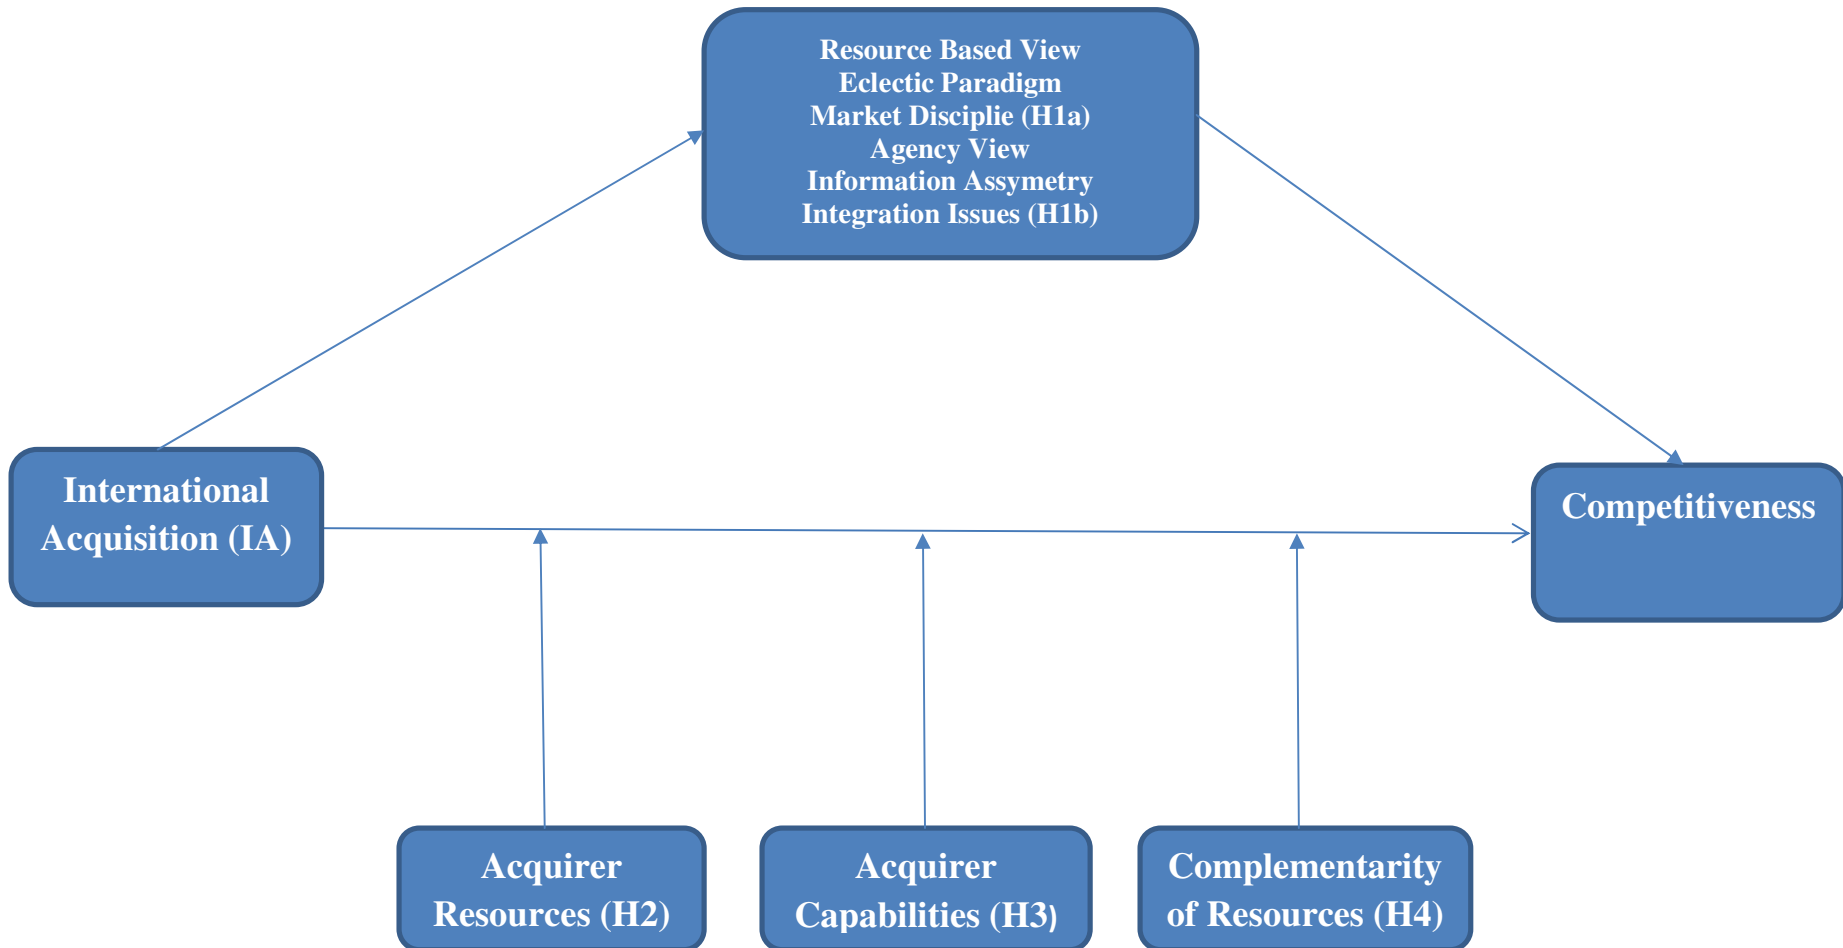 Resource Based View
Eclectic Paradigm
Market Disciplie (H1a)
Agency View
Information Assymetry
Integration Issues (H1b)
International
Acquisition (IA)
Competitiveness
Acquirer
Resources (H2)
Acquirer
Capabilities (H3)
Complementarity
of Resources (H4)